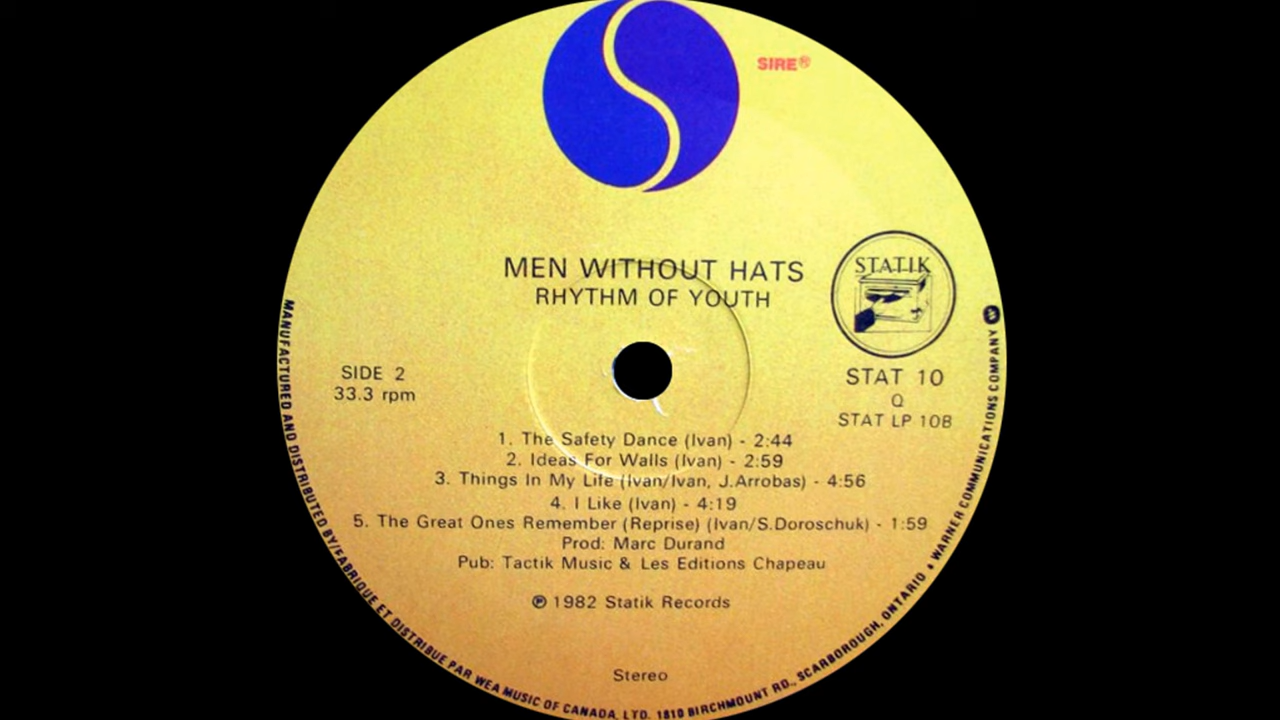 SIRE®
STATIK
MEN WITHOUT HATS
RHYTHM OF YOUTH
SIDE 2
33.3 rpm
STAT 10
Q
STAT LP 10B
1. The Safety Dance (Ivan) - 2:44
2. Ideas For Walls (Ivan) - 2:59
3. Things In My Life (Ivan/Ivan, J.Arrobas) - 4:56
4. I Like (Ivan) - 4:19
5. The Great Ones Remember (Reprise) (Ivan/S.Doroschuk) - 1:59
Prod: Marc Durand
Pub: Tactik Music & Les Editions Chapeau
℗ 1982 Statik Records
Stereo
MANUFACTURED AND DISTRIBUTED BY/FABRIQUE ET DISTRIBUE PAR WEA MUSIC OF CANADA, LTD. 1810 BIRCHMOUNT RD., SCARBOROUGH, ONTARIO • WARNER COMMUNICATIONS COMPANY